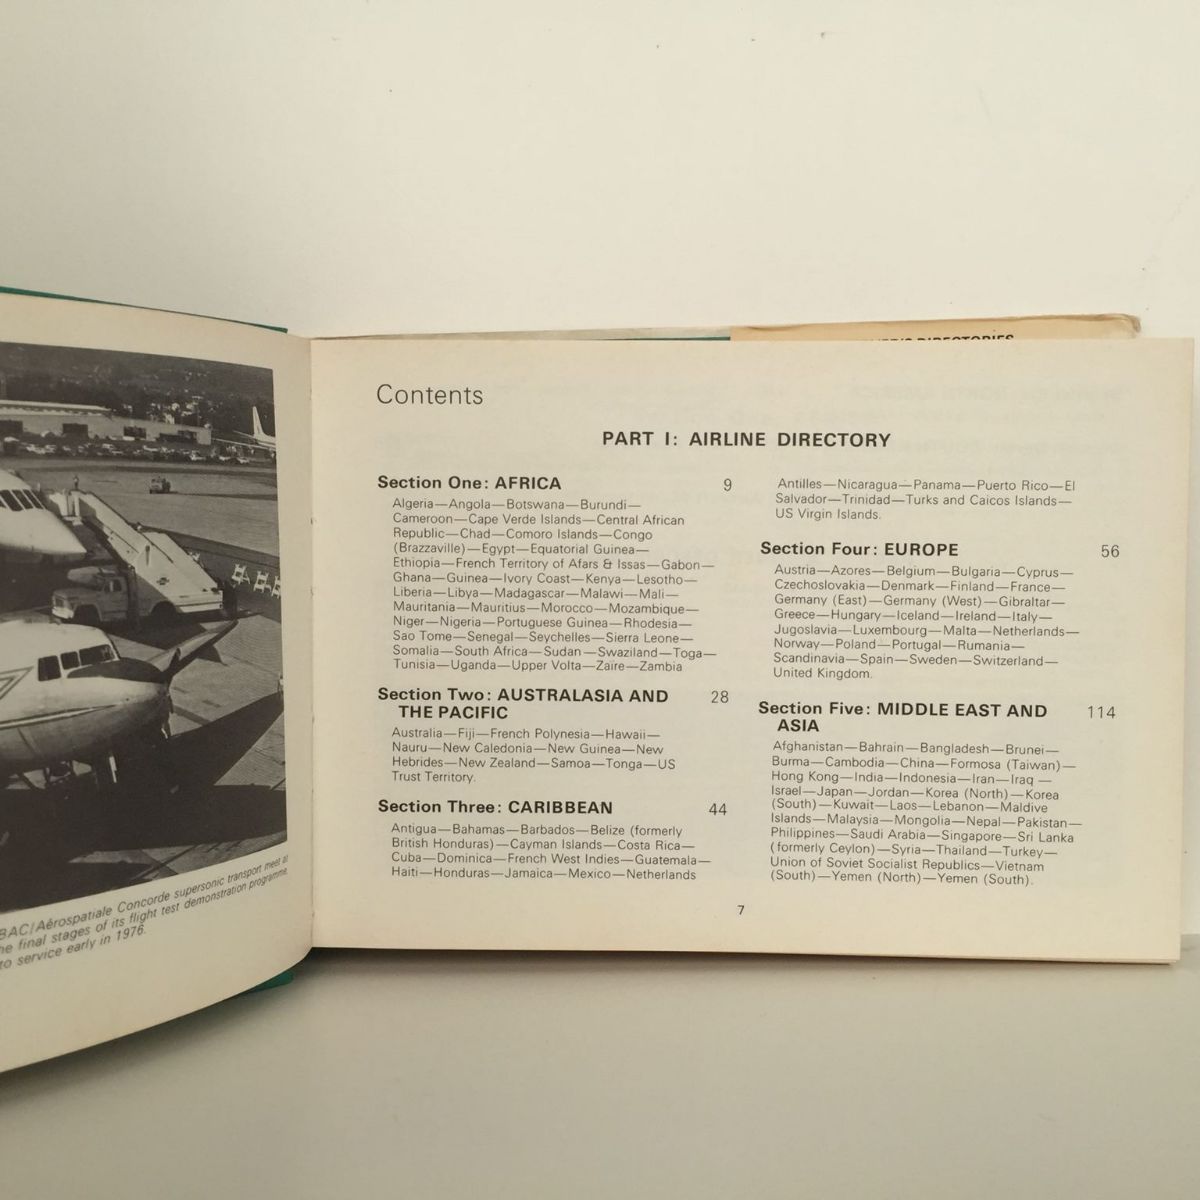 BAC/Aérospatiale Concorde supersonic transport meet at
he final stages of its flight test demonstration programme,
to service early in 1976.
DIRECTORIES
Contents
PART I: AIRLINE DIRECTORY
Section One: AFRICA 9
Algeria—Angola—Botswana—Burundi—
Cameroon—Cape Verde Islands—Central African
Republic—Chad—Comoro Islands—Congo
(Brazzaville)—Egypt—Equatorial Guinea—
Ethiopia—French Territory of Afars & Issas—Gabon—
Ghana—Guinea—Ivory Coast—Kenya—Lesotho—
Liberia—Libya—Madagascar—Malawi—Mali—
Mauritania—Mauritius—Morocco—Mozambique—
Niger—Nigeria—Portuguese Guinea—Rhodesia—
Sao Tome—Senegal—Seychelles—Sierra Leone—
Somalia—South Africa—Sudan—Swaziland—Toga—
Tunisia—Uganda—Upper Volta—Zaïre—Zambia
Section Two: AUSTRALASIA AND 28
THE PACIFIC
Australia—Fiji—French Polynesia—Hawaii—
Nauru—New Caledonia—New Guinea—New
Hebrides—New Zealand—Samoa—Tonga—US
Trust Territory.
Section Three: CARIBBEAN 44
Antigua—Bahamas—Barbados—Belize (formerly
British Honduras)—Cayman Islands—Costa Rica—
Cuba—Dominica—French West Indies—Guatemala—
Haiti—Honduras—Jamaica—Mexico—Netherlands
Antilles—Nicaragua—Panama—Puerto Rico—El
Salvador—Trinidad—Turks and Caicos Islands—
US Virgin Islands.
Section Four: EUROPE 56
Austria—Azores—Belgium—Bulgaria—Cyprus—
Czechoslovakia—Denmark—Finland—France—
Germany (East)—Germany (West)—Gibraltar—
Greece—Hungary—Iceland—Ireland—Italy—
Jugoslavia—Luxembourg—Malta—Netherlands—
Norway—Poland—Portugal—Rumania—
Scandinavia—Spain—Sweden—Switzerland—
United Kingdom.
Section Five: MIDDLE EAST AND 114
ASIA
Afghanistan—Bahrain—Bangladesh—Brunei—
Burma—Cambodia—China—Formosa (Taiwan)—
Hong Kong—India—Indonesia—Iran—Iraq—
Israel—Japan—Jordan—Korea (North)—Korea
(South)—Kuwait—Laos—Lebanon—Maldive
Islands—Malaysia—Mongolia—Nepal—Pakistan—
Philippines—Saudi Arabia—Singapore—Sri Lanka
(formerly Ceylon)—Syria—Thailand—Turkey—
Union of Soviet Socialist Republics—Vietnam
(South)—Yemen (North)—Yemen (South).
7